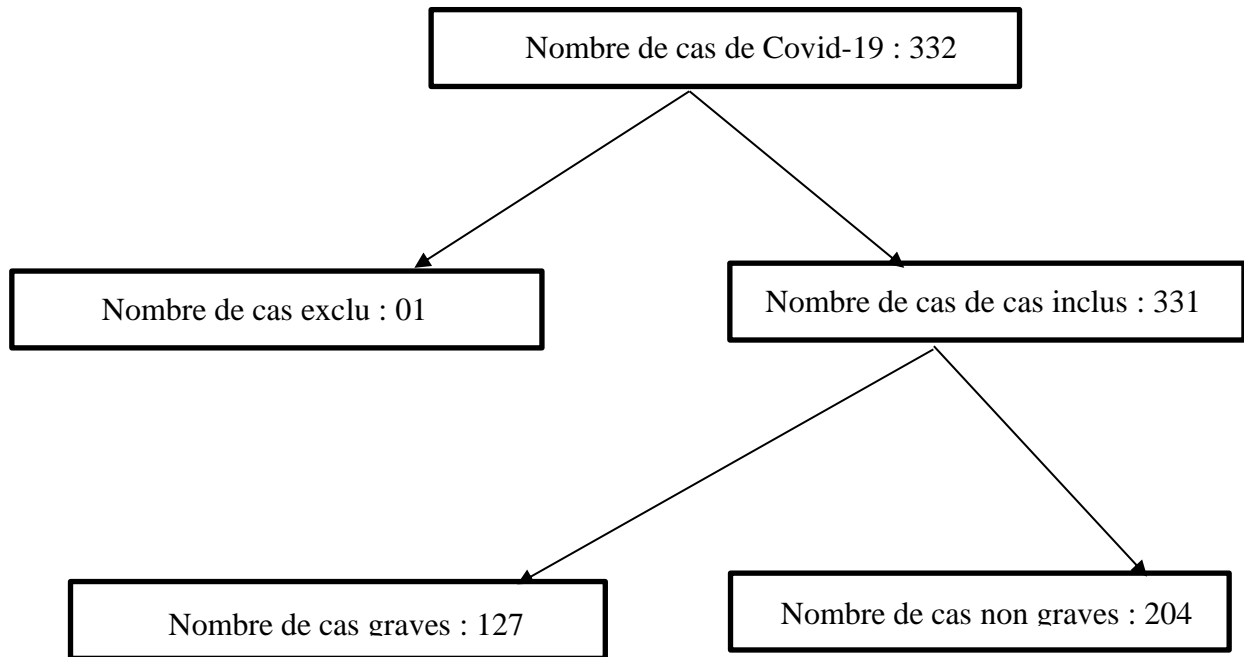 Nombre de cas de Covid-19 : 332
Nombre de cas exclu : 01
Nombre de cas de cas inclus : 331
Nombre de cas graves : 127
Nombre de cas non graves : 204